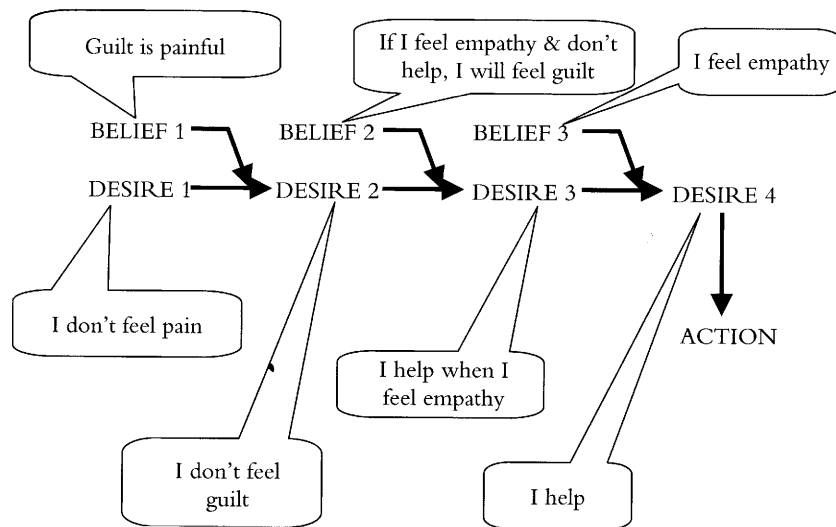 Guilt is painful
If I feel empathy & don't
help, I will feel guilt
I feel empathy
BELIEF 1
BELIEF 2
BELIEF 3
DESIRE 1
DESIRE 2
DESIRE 3
DESIRE 4
I don't feel pain
I help when I
feel empathy
ACTION
I don't feel
guilt
I help